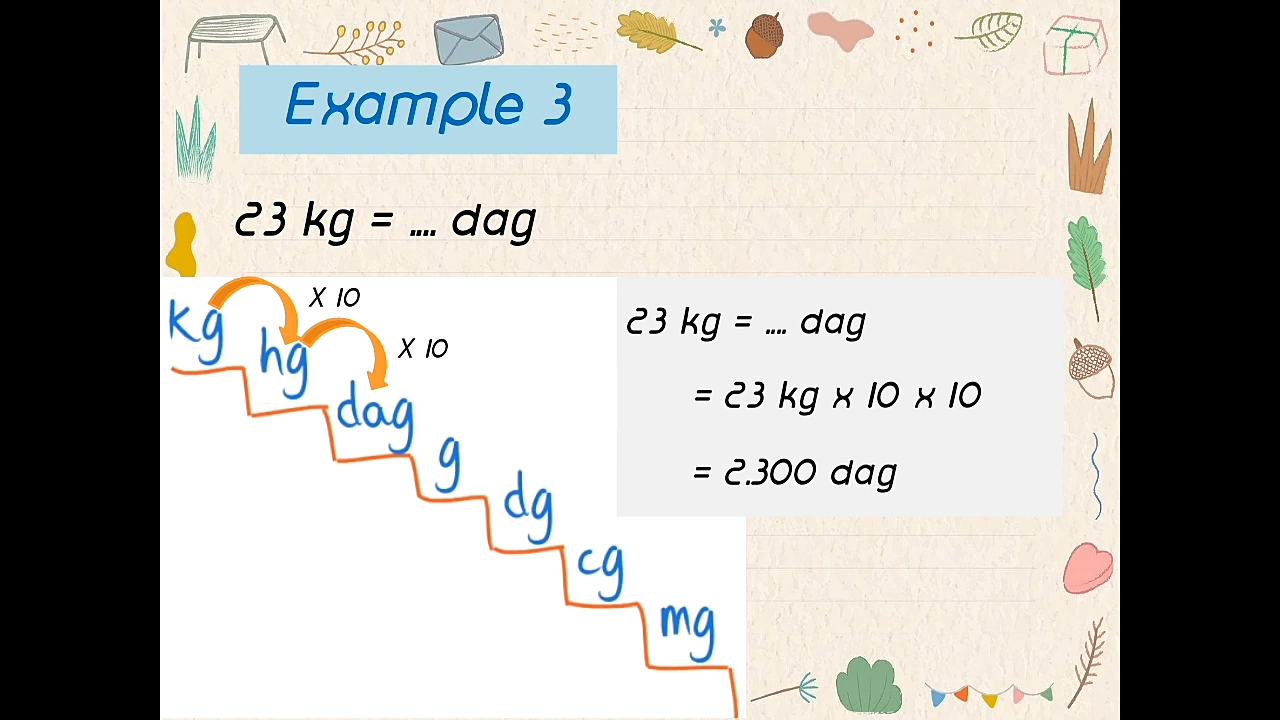 Example 3
23 kg = .... dag
kg
X 10
hg
X 10
dag
g
dg
cg
mg
23 kg = .... dag
= 23 kg x 10 x 10
= 2.300 dag